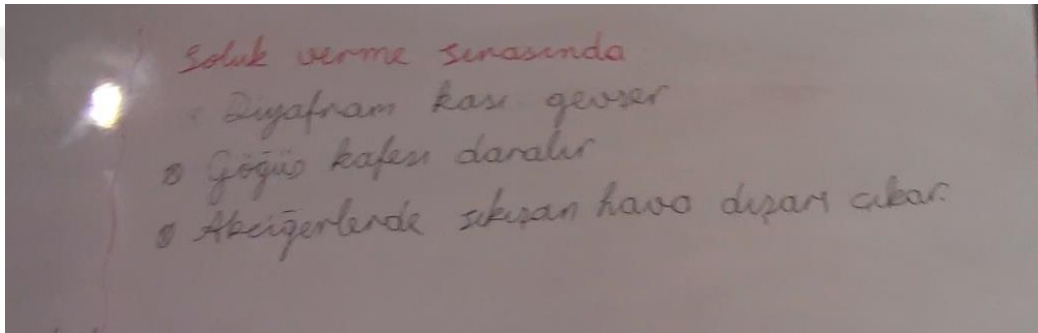 Soluk verme sırasında
Diyafram kası gevşer
Göğüs kafesi daralır
Akciğerlerde sıkışan hava dışarı çıkar.